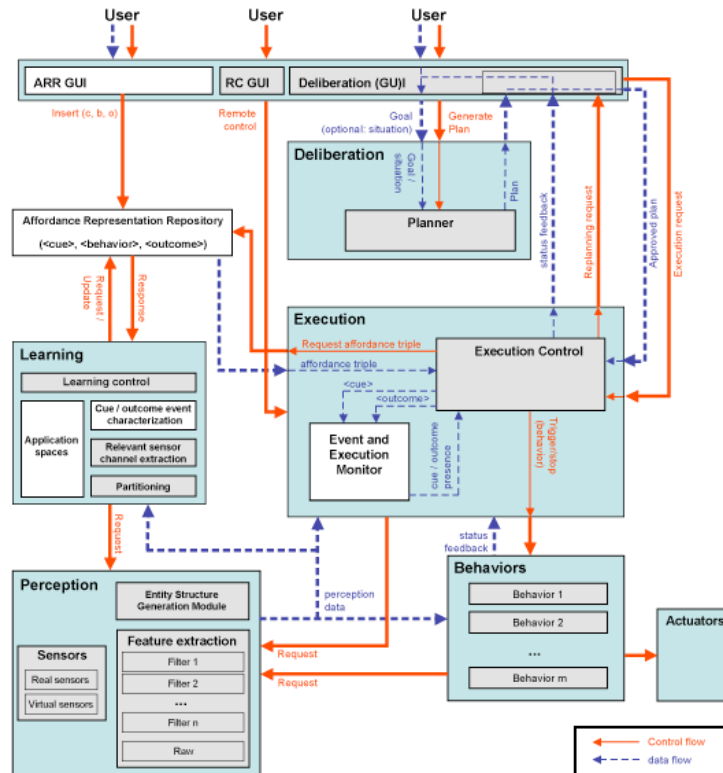 User
User
User
ARR GUI
RC GUI
Deliberation (GU)I
Insert (c, b, o)
Remote
control
Goal
(optional: situation)
Generate
Plan
Deliberation
Goal /
situation
Plan
Planner
status feedback
Replanning request
Approved plan
Execution request
Affordance Representation Repository
(<cue>, <behavior>, <outcome>)
Request /
Update
Response
Execution
Request affordance triple
affordance triple
Execution Control
<cue>
<outcome>
Event and
Execution
Monitor
cue / outcome
presence
Trigger/stop
(behavior)
Learning
Learning control
Application
spaces
Cue / outcome event
characterization
Relevant sensor
channel extraction
Partitioning
Request
status
feedback
Perception
Entity Structure
Generation Module
perception
data
Sensors
Real sensors
Virtual sensors
Feature extraction
Filter 1
Filter 2
...
Filter n
Raw
Request
Request
Behaviors
Behavior 1
Behavior 2
...
Behavior m
Actuators
Control flow
data flow